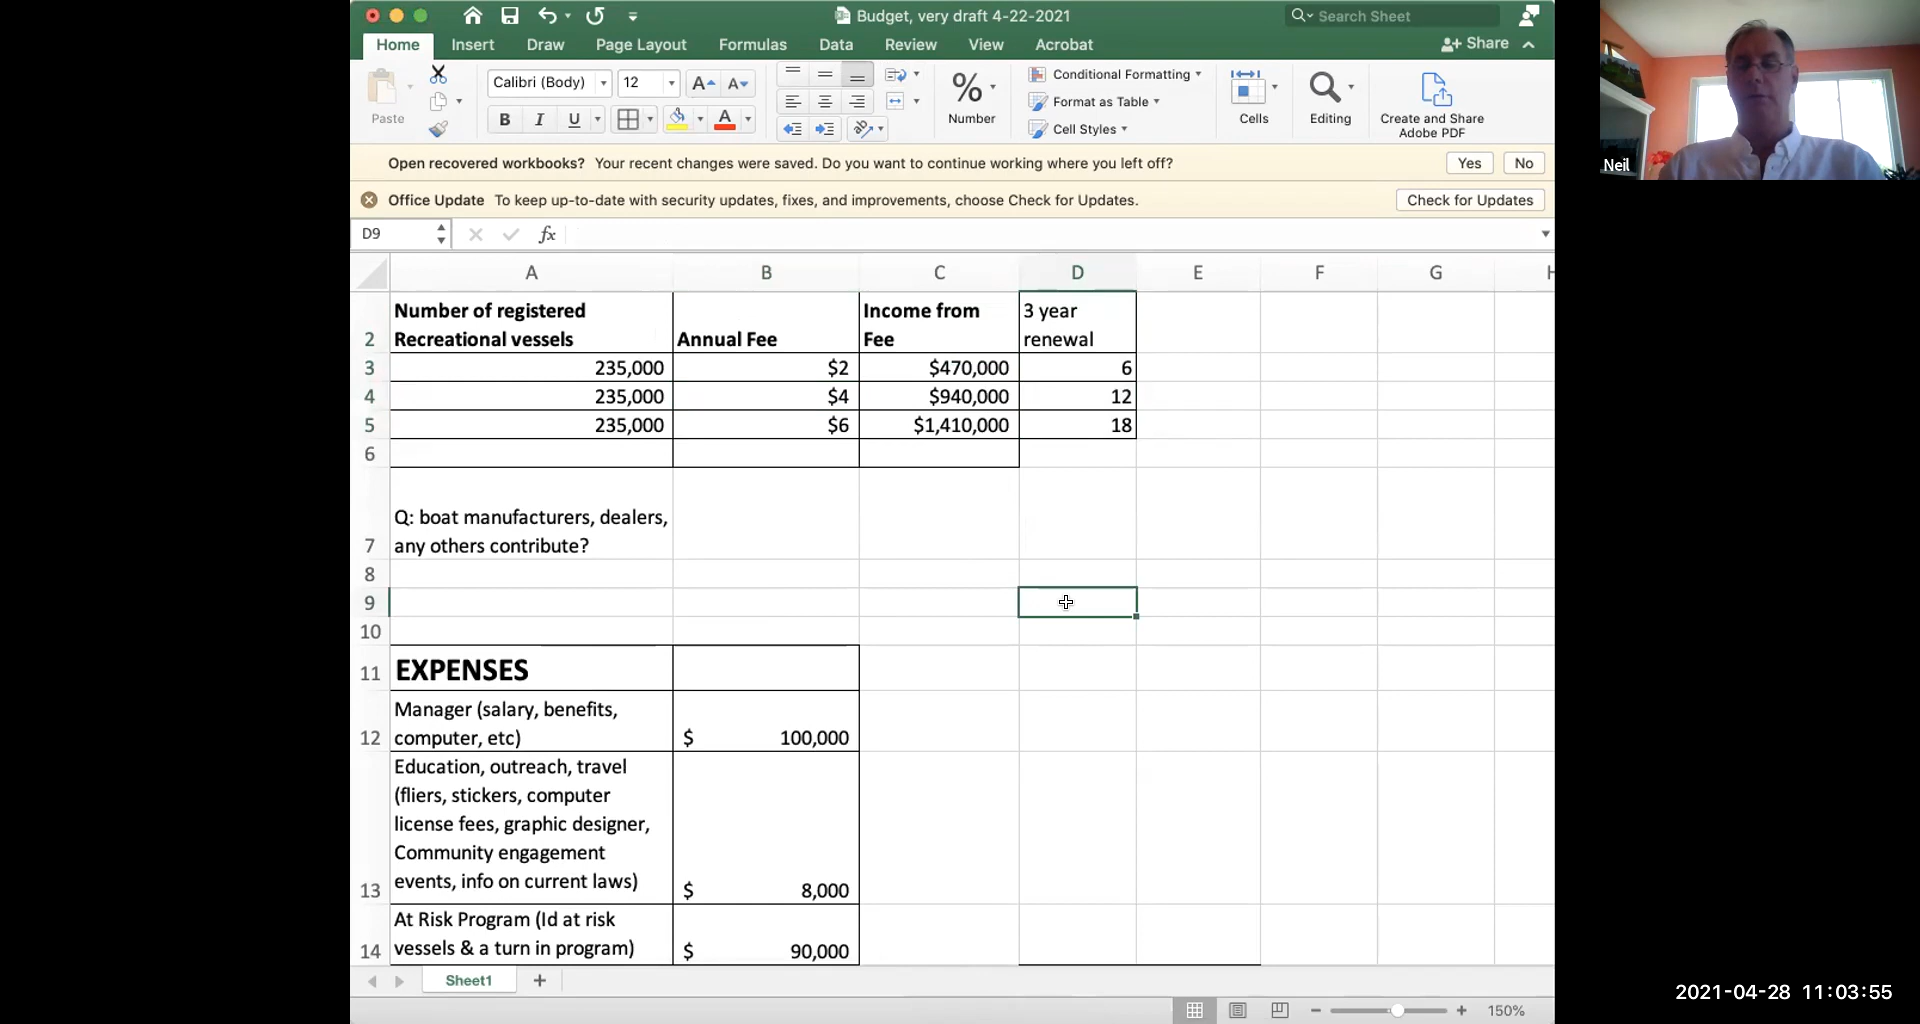 Budget, very draft 4-22-2021
Search Sheet
Home Insert Draw Page Layout Formulas Data Review View Acrobat
Share
Paste
Calibri (Body) 12
A A
B I U A
%
Number
Conditional Formatting
Format as Table
Cell Styles
Cells
Editing
Create and Share
Adobe PDF
Open recovered workbooks? Your recent changes were saved. Do you want to continue working where you left off? Yes No
Office Update To keep up-to-date with security updates, fixes, and improvements, choose Check for Updates. Check for Updates
D9 fx
A B C D E F G H
2 Number of registered
Recreational vessels Annual Fee Income from
Fee 3 year
renewal
3 235,000 $2 $470,000 6
4 235,000 $4 $940,000 12
5 235,000 $6 $1,410,000 18
6
Q: boat manufacturers, dealers,
7 any others contribute?
8
9
10
11 EXPENSES
Manager (salary, benefits,
12 computer, etc) $ 100,000
Education, outreach, travel
(fliers, stickers, computer
license fees, graphic designer,
Community engagement
13 events, info on current laws) $ 8,000
At Risk Program (Id at risk
14 vessels & a turn in program) $ 90,000
Sheet1 +
150%
Neil
2021-04-28 11:03:55